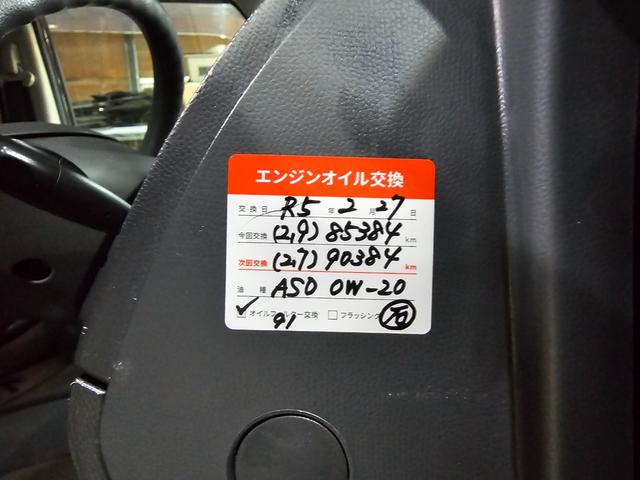 エンジンオイル交換
交換日 R5 年 2 月 27 日
今回交換 (2,9) 85384 km
次回交換 (2,7) 90384 km
油種 ASD 0W-20
✓ オイルフィルター交換 □ フラッシング 石
91